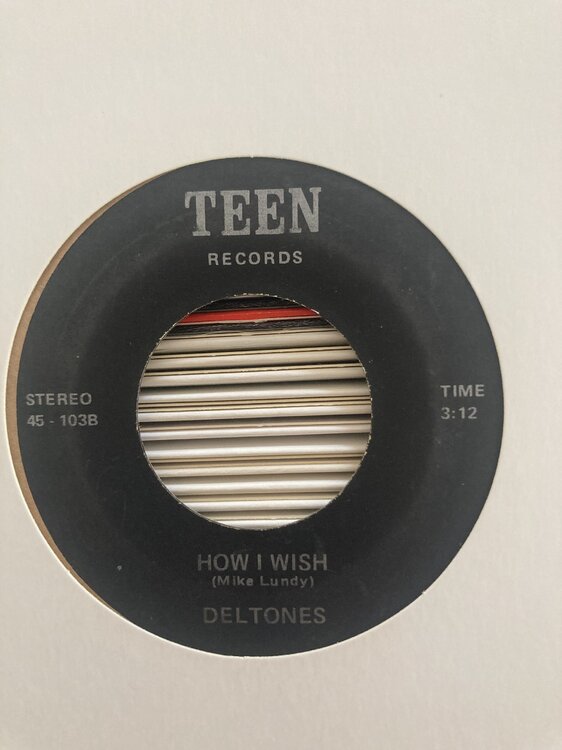 TEEN
RECORDS
STEREO
45 - 103B
TIME
3:12
HOW I WISH
(Mike Lundy)
DELTONES